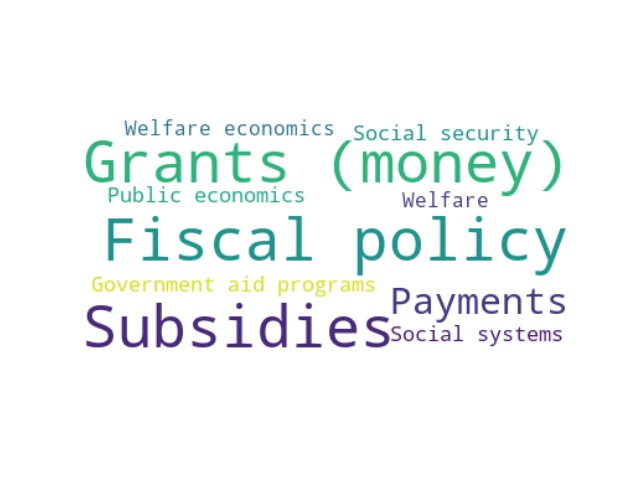 Welfare economics
Social security
Grants (money)
Public economics
Welfare
Fiscal policy
Government aid programs
Payments
Subsidies
Social systems